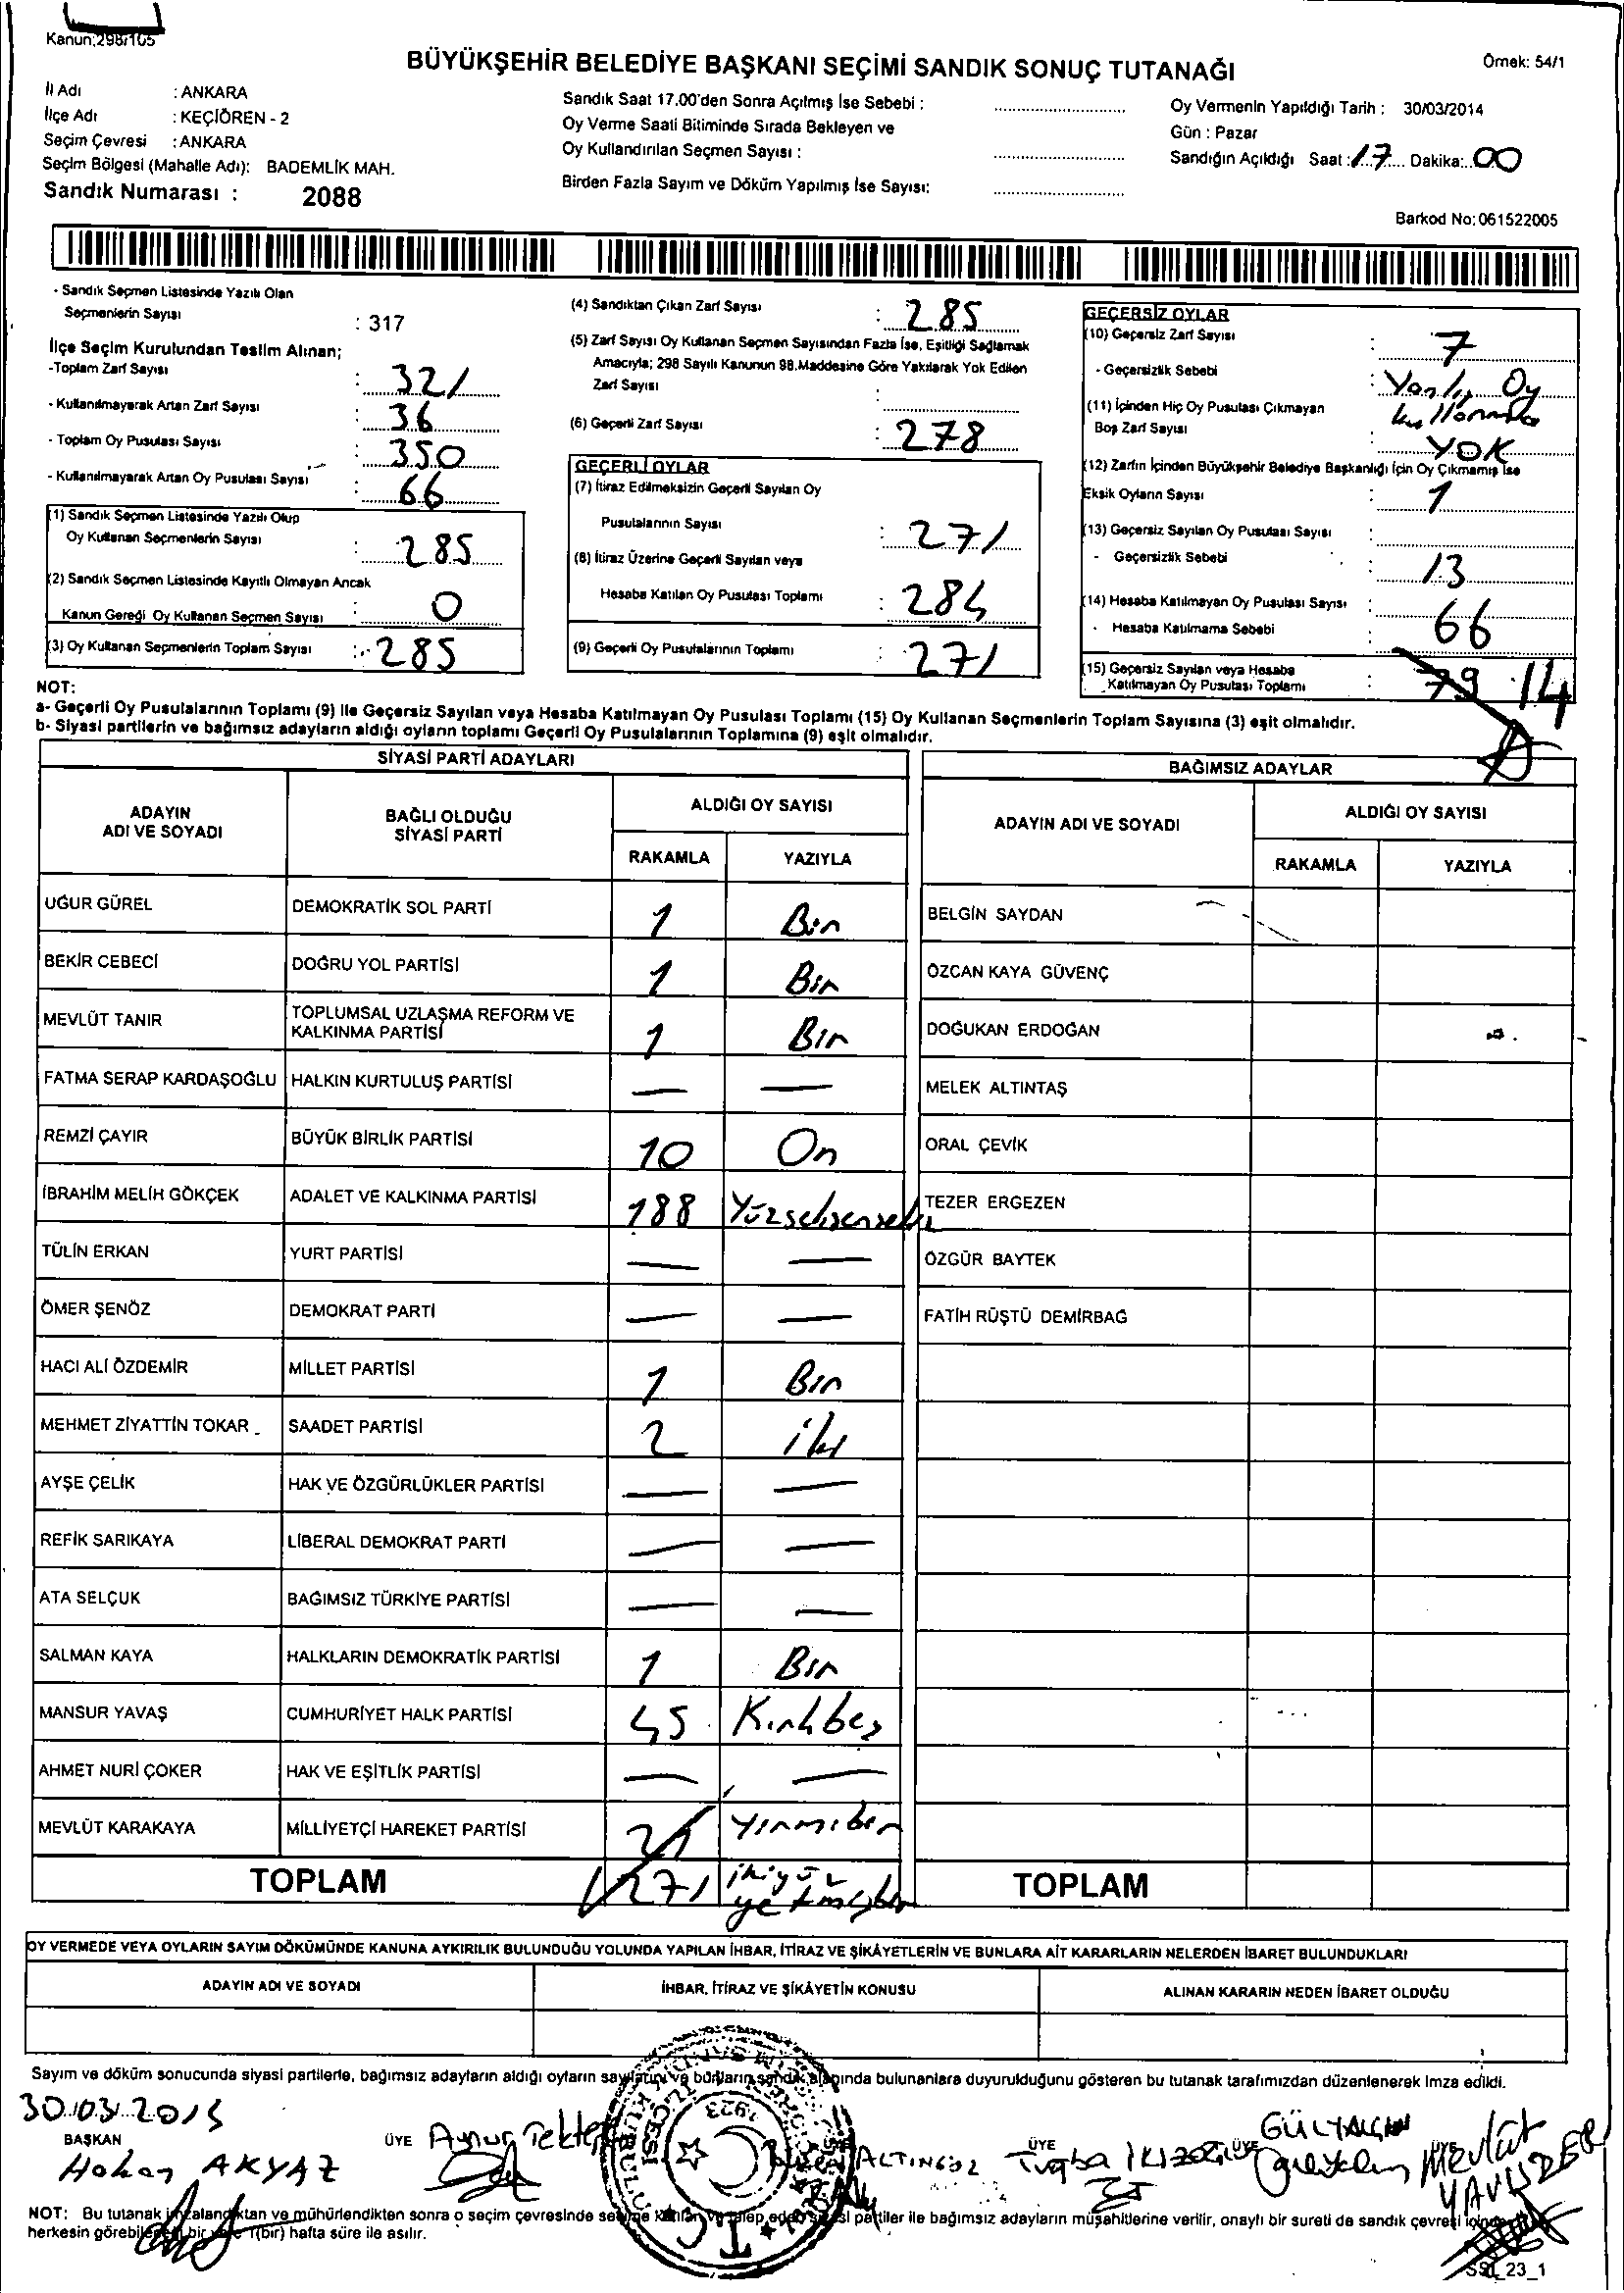 Kanun;298/105
BÜYÜKŞEHİR BELEDİYE BAŞKANI SEÇİMİ SANDIK SONUÇ TUTANAĞI
Örnek: 54/1
İl Adı : ANKARA
İlçe Adı : KEÇİÖREN - 2
Seçim Çevresi : ANKARA
Seçim Bölgesi (Mahalle Adı): BADEMLİK MAH.
Sandık Numarası : 2088
Sandık Saat 17.00'den Sonra Açılmış İse Sebebi :
Oy Verme Saati Bitiminde Sırada Bekleyen ve
Oy Kullandırılan Seçmen Sayısı :
Birden Fazla Sayım ve Döküm Yapılmış İse Sayısı:
Oy Vermenin Yapıldığı Tarih : 30/03/2014
Gün : Pazar
Sandığın Açıldığı Saat : 17 Dakika: 00
Barkod No: 061522005
- Sandık Seçmen Listesinde Yazılı Olan
Seçmenlerin Sayısı : 317
İlçe Seçim Kurulundan Teslim Alınan;
-Toplam Zarf Sayısı : 321
- Kullanılmayarak Artan Zarf Sayısı : 36
- Toplam Oy Pusulası Sayısı : 350
- Kullanılmayarak Artan Oy Pusulası Sayısı : 66
(1) Sandık Seçmen Listesinde Yazılı Olup
Oy Kullanan Seçmenlerin Sayısı : 285
(2) Sandık Seçmen Listesinde Kayıtlı Olmayan Ancak
Kanun Gereği Oy Kullanan Seçmen Sayısı : 0
(3) Oy Kullanan Seçmenlerin Toplam Sayısı : 285
(4) Sandıktan Çıkan Zarf Sayısı : 285
(5) Zarf Sayısı Oy Kullanan Seçmen Sayısından Fazla İse, Eşitliği Sağlamak
Amacıyla; 298 Sayılı Kanunun 98.Maddesine Göre Yakılarak Yok Edilen
Zarf Sayısı :
(6) Geçerli Zarf Sayısı : 278
GEÇERLİ OYLAR
(7) İtiraz Edilmeksizin Geçerli Sayılan Oy
Pusulalarının Sayısı : 271
(8) İtiraz Üzerine Geçerli Sayılan veya
Hesaba Katılan Oy Pusulası Toplamı : 284
(9) Geçerli Oy Pusulalarının Toplamı : 271
GEÇERSİZ OYLAR
(10) Geçersiz Zarf Sayısı : 7
- Geçersizlik Sebebi : Yanlış Oy
kullanma
(11) İçinden Hiç Oy Pusulası Çıkmayan
Boş Zarf Sayısı : YOK
(12) Zarfın İçinden Büyükşehir Belediye Başkanlığı İçin Oy Çıkmamış İse
Eksik Oyların Sayısı : 1
(13) Geçersiz Sayılan Oy Pusulası Sayısı :
- Geçersizlik Sebebi : 13
(14) Hesaba Katılmayan Oy Pusulası Sayısı :
- Hesaba Katılmama Sebebi : 66
(15) Geçersiz Sayılan veya Hesaba
Katılmayan Oy Pusulası Toplamı : 79 14
NOT:
a- Geçerli Oy Pusulalarının Toplamı (9) İle Geçersiz Sayılan veya Hesaba Katılmayan Oy Pusulası Toplamı (15) Oy Kullanan Seçmenlerin Toplam Sayısına (3) eşit olmalıdır.
b- Siyasi partilerin ve bağımsız adayların aldığı oyların toplamı Geçerli Oy Pusulalarının Toplamına (9) eşit olmalıdır.
SİYASİ PARTİ ADAYLARI
ADAYIN ADI VE SOYADI
BAĞLI OLDUĞU SİYASİ PARTİ
ALDIĞI OY SAYISI
RAKAMLA YAZIYLA
UĞUR GÜREL DEMOKRATİK SOL PARTİ 1 Bir
BEKİR CEBECİ DOĞRU YOL PARTİSİ 1 Bir
MEVLÜT TANIR TOPLUMSAL UZLAŞMA REFORM VE KALKINMA PARTİSİ 1 Bir
FATMA SERAP KARDAŞOĞLU HALKIN KURTULUŞ PARTİSİ — —
REMZİ ÇAYIR BÜYÜK BİRLİK PARTİSİ 10 On
İBRAHİM MELİH GÖKÇEK ADALET VE KALKINMA PARTİSİ 188 Yüzseksensekiz
TÜLİN ERKAN YURT PARTİSİ — —
ÖMER ŞENÖZ DEMOKRAT PARTİ — —
HACI ALİ ÖZDEMİR MİLLET PARTİSİ 1 Bir
MEHMET ZİYATTİN TOKAR SAADET PARTİSİ 2 iki
AYŞE ÇELİK HAK VE ÖZGÜRLÜKLER PARTİSİ — —
REFİK SARIKAYA LİBERAL DEMOKRAT PARTİ — —
ATA SELÇUK BAĞIMSIZ TÜRKİYE PARTİSİ — —
SALMAN KAYA HALKLARIN DEMOKRATİK PARTİSİ 1 Bir
MANSUR YAVAŞ CUMHURİYET HALK PARTİSİ 45 Kırkbeş
AHMET NURİ ÇOKER HAK VE EŞİTLİK PARTİSİ — —
MEVLÜT KARAKAYA MİLLİYETÇİ HAREKET PARTİSİ 21 Yirmibir
TOPLAM 271 ikiyüz yetmişbir
BAĞIMSIZ ADAYLAR
ADAYIN ADI VE SOYADI
ALDIĞI OY SAYISI
RAKAMLA YAZIYLA
BELGİN SAYDAN
ÖZCAN KAYA GÜVENÇ
DOĞUKAN ERDOĞAN
MELEK ALTINTAŞ
ORAL ÇEVİK
TEZER ERGEZEN
ÖZGÜR BAYTEK
FATİH RÜŞTÜ DEMİRBAĞ
TOPLAM
OY VERMEDE VEYA OYLARIN SAYIM DÖKÜMÜNDE KANUNA AYKIRILIK BULUNDUĞU YOLUNDA YAPILAN İHBAR, İTİRAZ VE ŞİKÂYETLERİN VE BUNLARA AİT KARARLARIN NELERDEN İBARET BULUNDUKLARI
ADAYIN ADI VE SOYADI İHBAR, İTİRAZ VE ŞİKÂYETİN KONUSU ALINAN KARARIN NEDEN İBARET OLDUĞU
Sayım ve döküm sonucunda siyasi partilerle, bağımsız adayların aldığı oyların sayılarını ve bunların sandık alanında bulunanlara duyurulduğunu gösteren bu tutanak tarafımızdan düzenlenerek imza edildi.
30.03.2014
BAŞKAN ÜYE ÜYE ÜYE
Hakan AKYAZ Aynur ALTINGÖZ Tuğba GÜLYALÇIN Mevlüt
NOT: Bu tutanak imzalandıktan ve mühürlendikten sonra o seçim çevresinde seçime katılan ve talep eden siyasi partiler ile bağımsız adayların müşahitlerine verilir, onaylı bir sureti de sandık çevresi içinde
herkesin görebileceği bir yere 1(bir) hafta süre ile asılır.
T.C.
1923
23_1